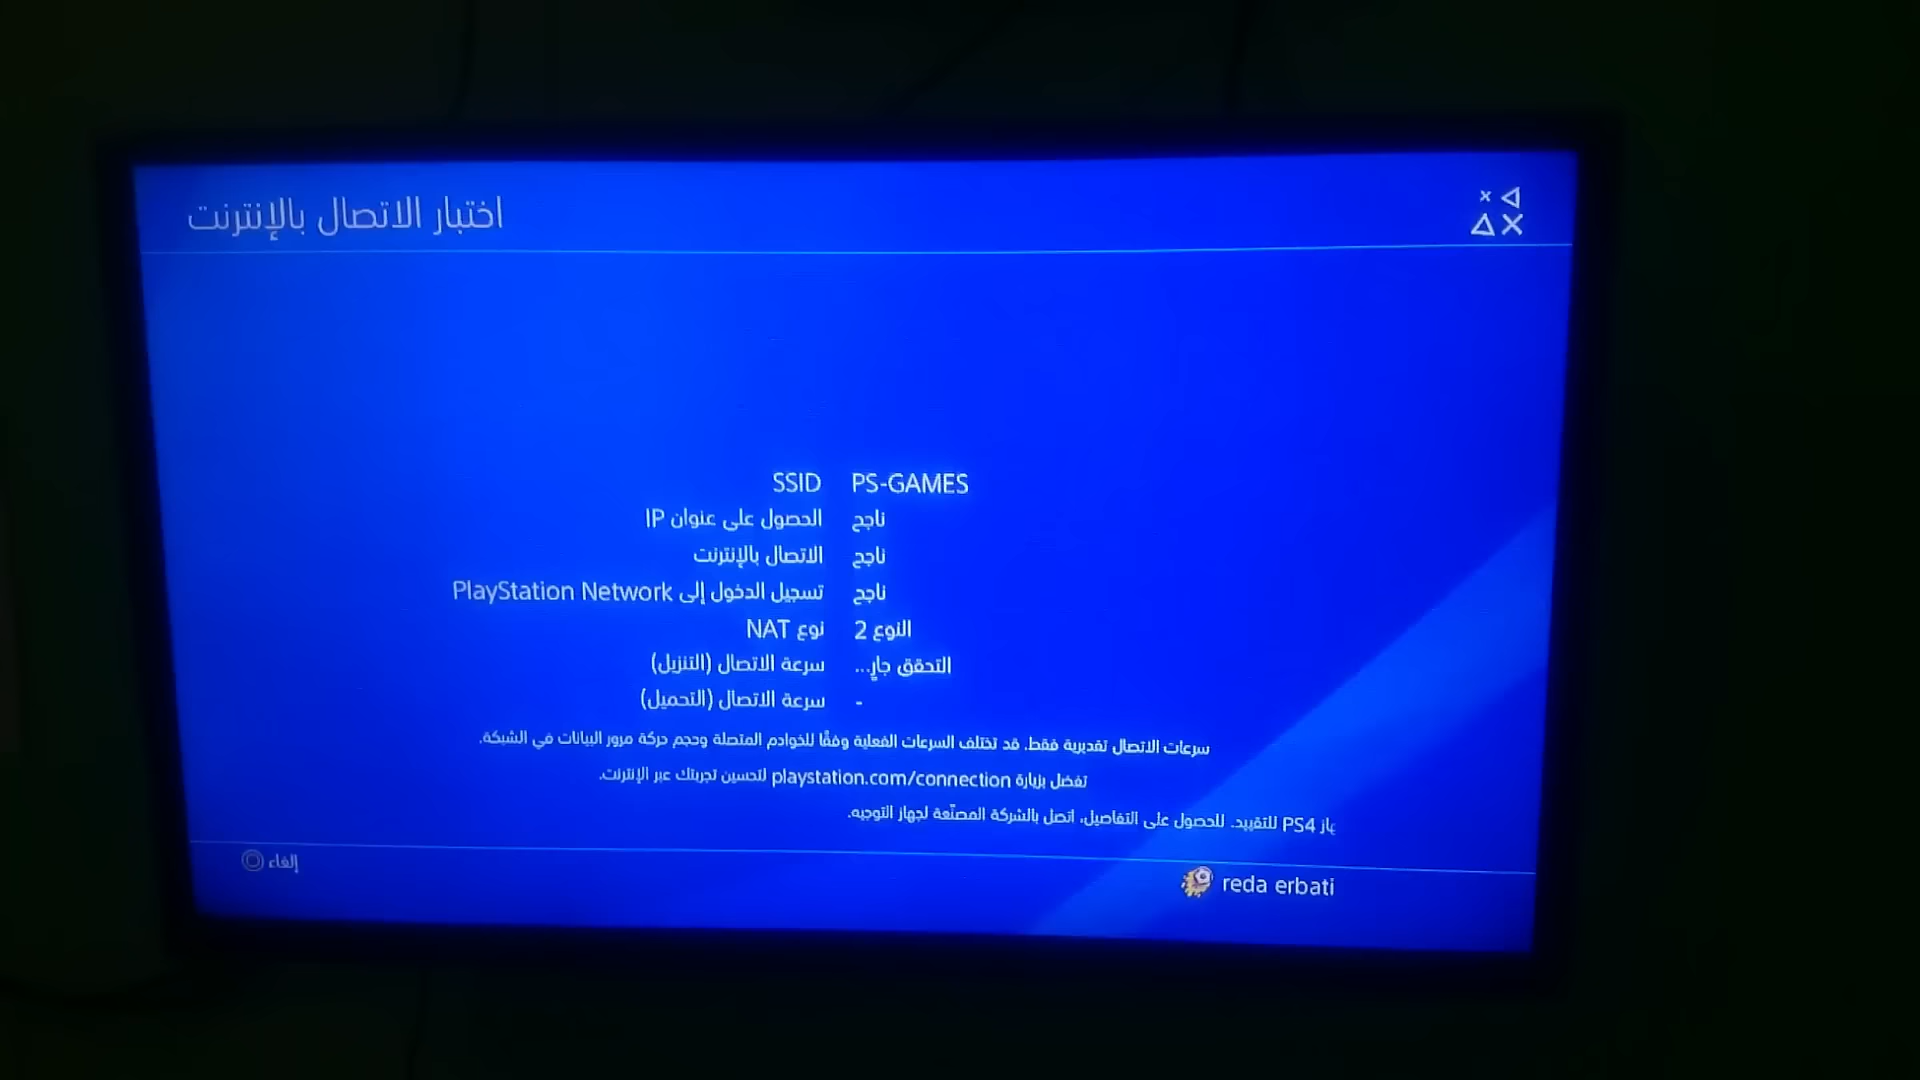 اختبار الاتصال بالإنترنت
SSID PS-GAMES
الحصول على عنوان IP ناجح
الاتصال بالإنترنت ناجح
تسجيل الدخول إلى PlayStation Network ناجح
نوع NAT النوع 2
سرعة الاتصال (التنزيل) التحقق جارٍ...
سرعة الاتصال (التحميل) -
سرعات الاتصال تقديرية فقط. قد تختلف السرعات الفعلية وفقًا للخوادم المتصلة وحجم حركة مرور البيانات في الشبكة.
تفضل بزيارة playstation.com/connection لتحسين تجربتك عبر الإنترنت.
PS4 للتقييد. للحصول على التفاصيل، اتصل بالشركة المصنّعة لجهاز التوجيه.
إلغاء
reda erbati